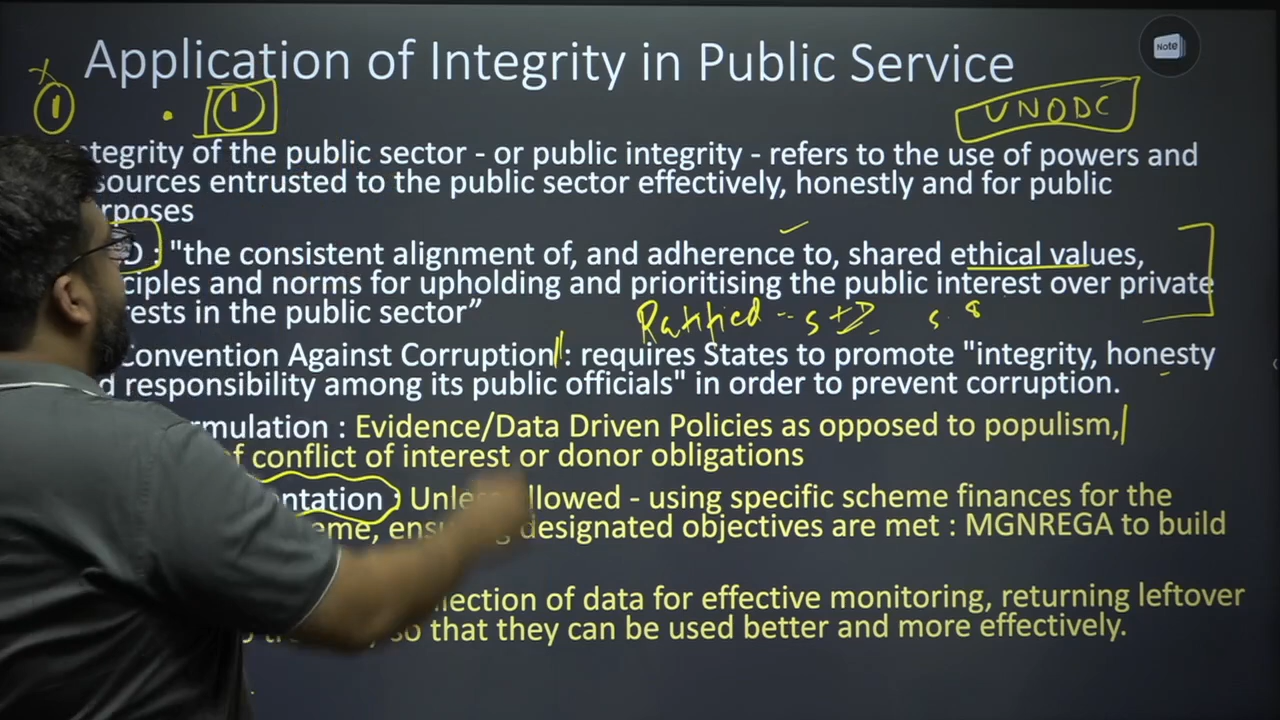 Application of Integrity in Public Service
Note
1
1
UNODC
tegrity of the public sector - or public integrity - refers to the use of powers and
sources entrusted to the public sector effectively, honestly and for public
rposes
D : "the consistent alignment of, and adherence to, shared ethical values,
ciples and norms for upholding and prioritising the public interest over private
rests in the public sector”
Ratified
Convention Against Corruption : requires States to promote "integrity, honesty
d responsibility among its public officials" in order to prevent corruption.
rmulation : Evidence/Data Driven Policies as opposed to populism,
of conflict of interest or donor obligations
ntation : llowed - using specific scheme finances for the
eme, designated objectives are met : MGNREGA to build
llection of data for effective monitoring, returning leftover
so that they can be used better and more effectively.